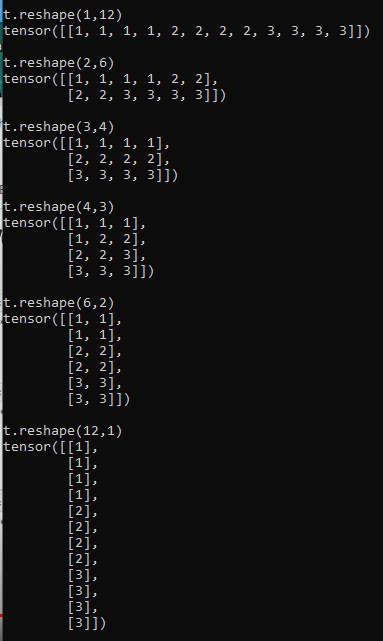 t.reshape(1,12)
tensor([[1, 1, 1, 1, 2, 2, 2, 2, 3, 3, 3, 3]])
t.reshape(2,6)
tensor([[1, 1, 1, 1, 2, 2],
[2, 2, 3, 3, 3, 3]])
t.reshape(3,4)
tensor([[1, 1, 1, 1],
[2, 2, 2, 2],
[3, 3, 3, 3]])
t.reshape(4,3)
tensor([[1, 1, 1],
[1, 2, 2],
[2, 2, 3],
[3, 3, 3]])
t.reshape(6,2)
tensor([[1, 1],
[1, 1],
[2, 2],
[2, 2],
[3, 3],
[3, 3]])
t.reshape(12,1)
tensor([[1],
[1],
[1],
[1],
[2],
[2],
[2],
[2],
[3],
[3],
[3],
[3]])